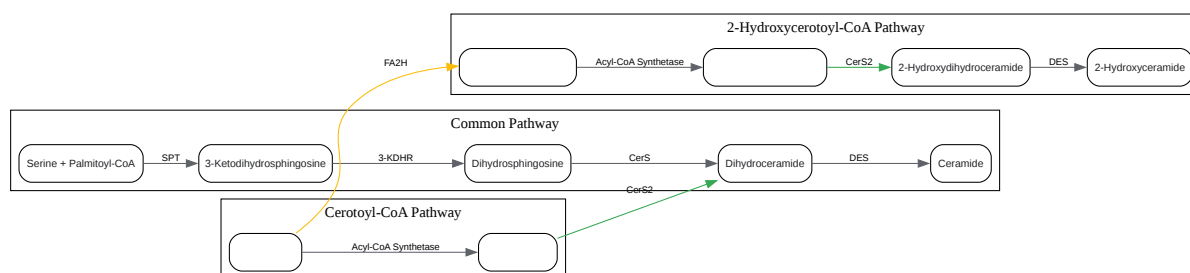 2-Hydroxycerotoyl-CoA Pathway
FA2H
Acyl-CoA Synthetase
CerS2
2-Hydroxydihydroceramide
DES
2-Hydroxyceramide
Common Pathway
Serine + Palmitoyl-CoA
SPT
3-Ketodihydrosphingosine
3-KDHR
Dihydrosphingosine
CerS
Dihydroceramide
DES
Ceramide
CerS2
Cerotoyl-CoA Pathway
Acyl-CoA Synthetase